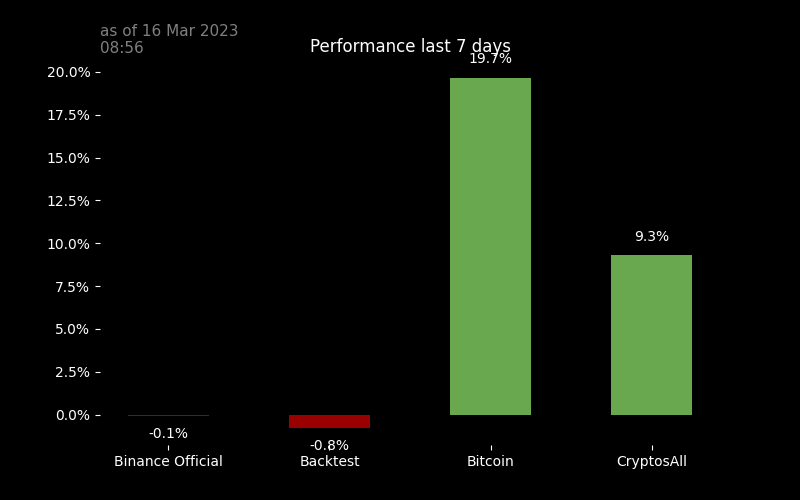 as of 16 Mar 2023
08:56
Performance last 7 days
19.7%
20.0%
17.5%
15.0%
12.5%
10.0%
9.3%
7.5%
5.0%
2.5%
0.0%
-0.1%
-0.8%
Binance Official
Backtest
Bitcoin
CryptosAll